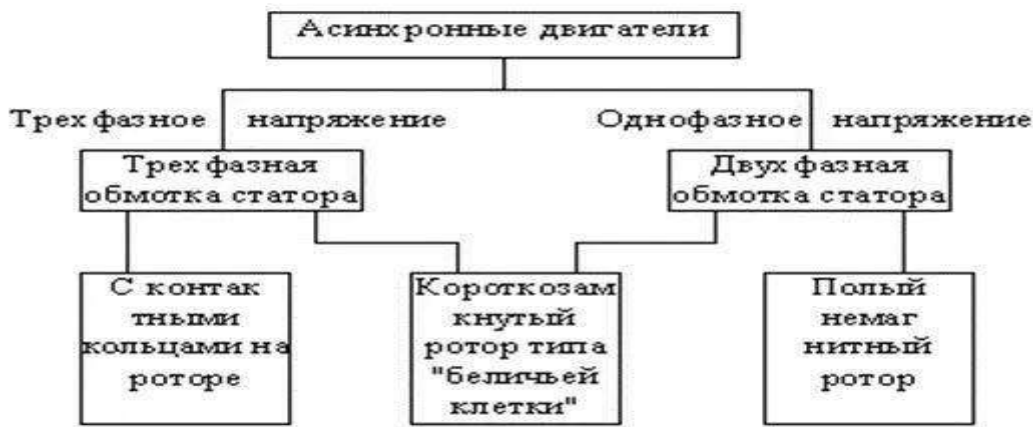 Асинхронные двигатели
Трехфазное напряжение
Однофазное напряжение
Трехфазная
обмотка статора
Двухфазная
обмотка статора
С контак
тными
кольцами на
роторе
Короткозам
кнутый
ротор типа
"беличьей
клетки"
Полый
немаг
нитный
ротор